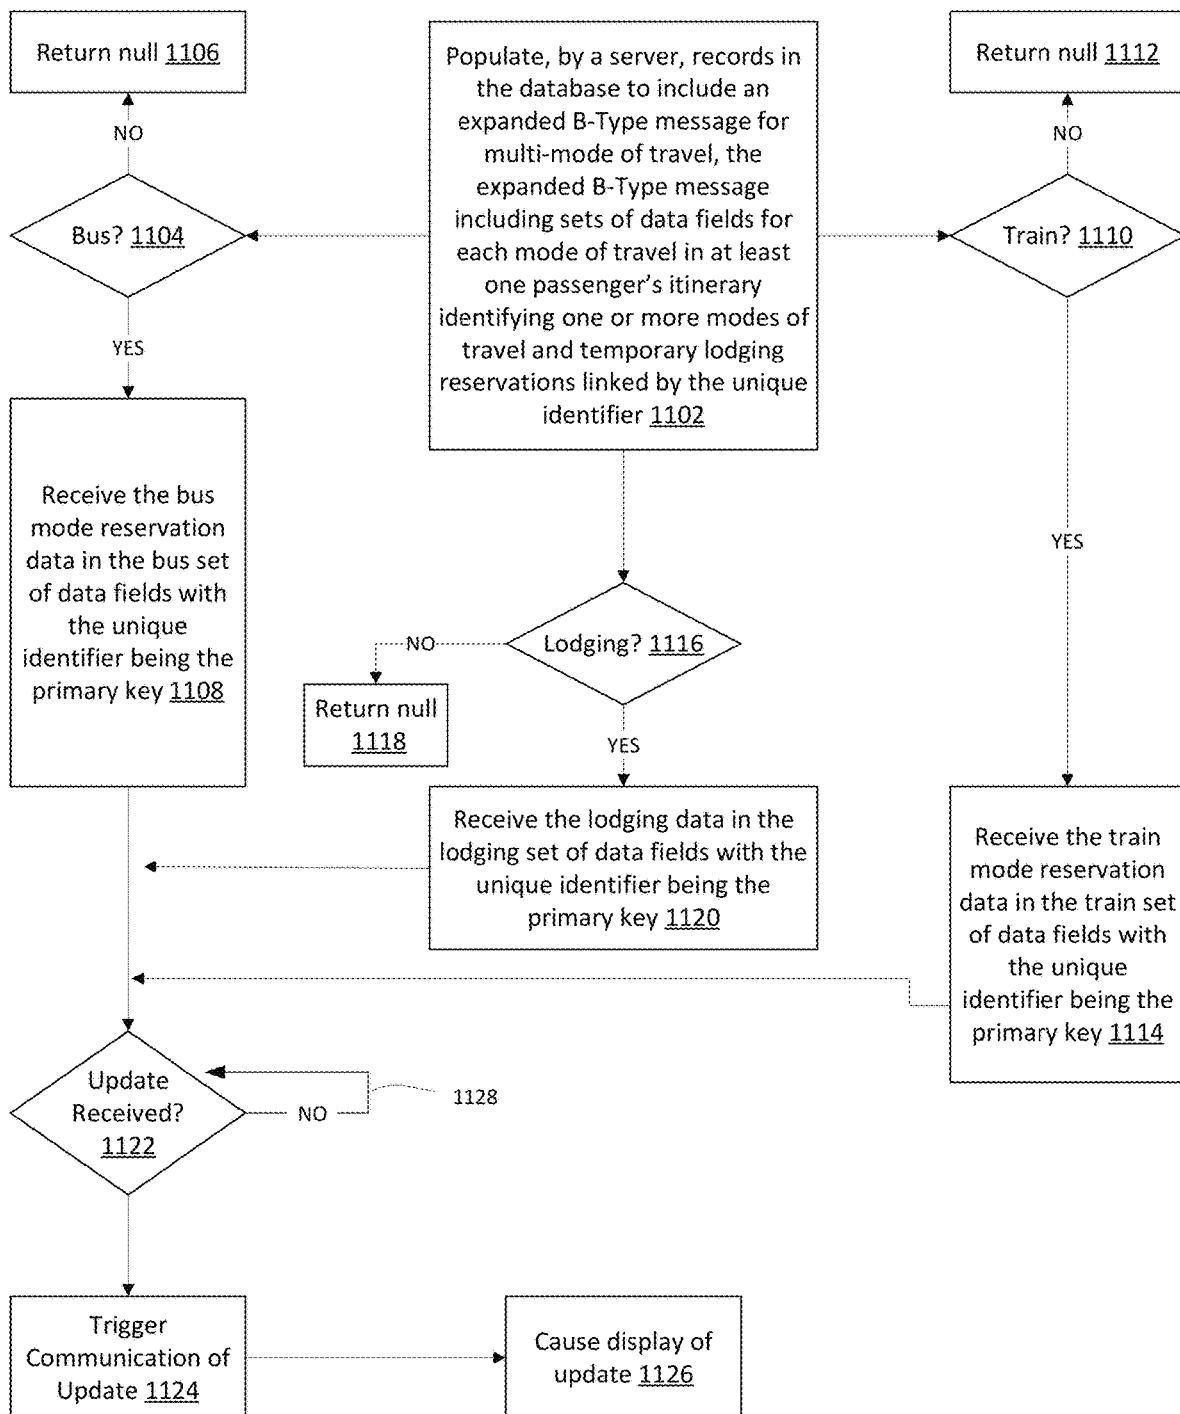 Return null 1106
NO
Bus? 1104
YES
Receive the bus
mode reservation
data in the bus set
of data fields with
the unique
identifier being the
primary key 1108
Populate, by a server, records in
the database to include an
expanded B-Type message for
multi-mode of travel, the
expanded B-Type message
including sets of data fields for
each mode of travel in at least
one passenger's itinerary
identifying one or more modes of
travel and temporary lodging
reservations linked by the unique
identifier 1102
Return null 1112
NO
Train? 1110
YES
Lodging? 1116
NO
Return null
1118
YES
Receive the lodging data in the
lodging set of data fields with the
unique identifier being the
primary key 1120
Receive the train
mode reservation
data in the train set
of data fields with
the unique
identifier being the
primary key 1114
Update
Received?
1122
NO
1128
Trigger
Communication of
Update 1124
Cause display of
update 1126